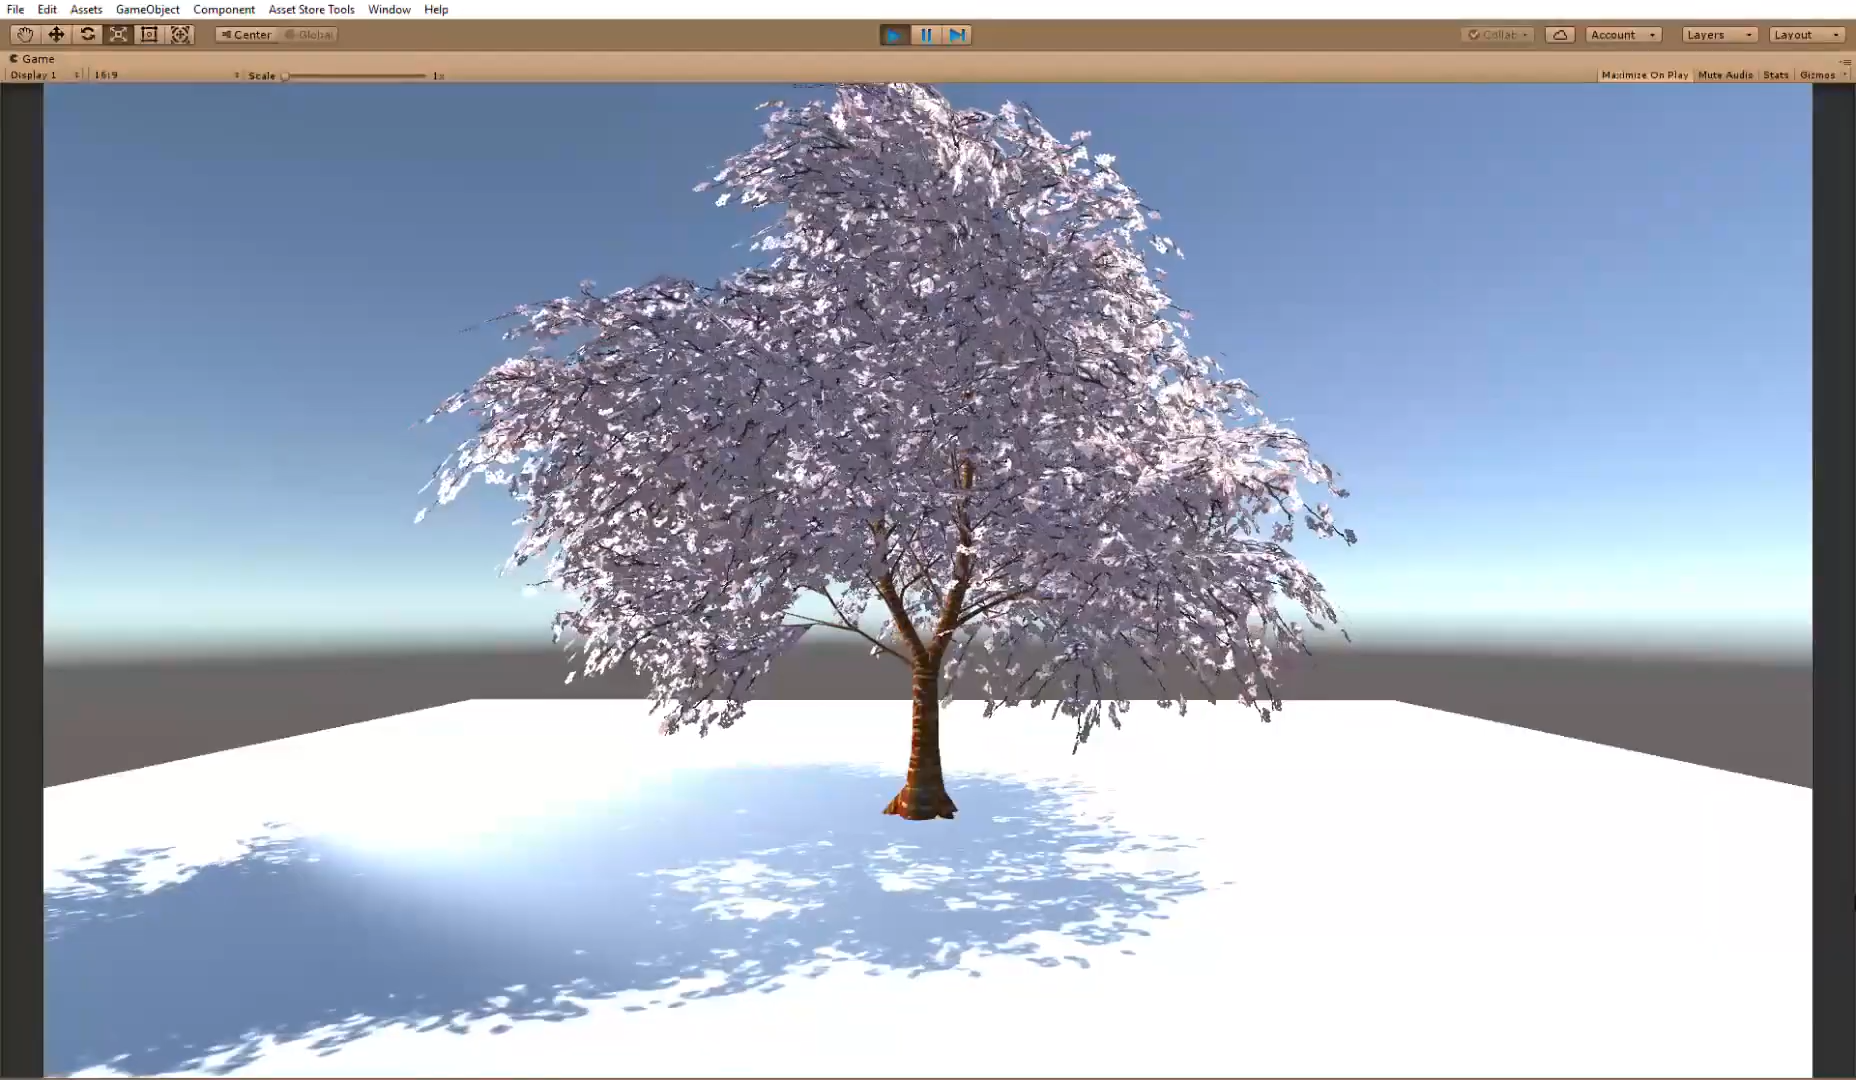 File Edit Assets GameObject Component Asset Store Tools Window Help
Center Global Collab Account Layers Layout
Game
Display 1 16:9 Scale 1x Maximize On Play Mute Audio Stats Gizmos